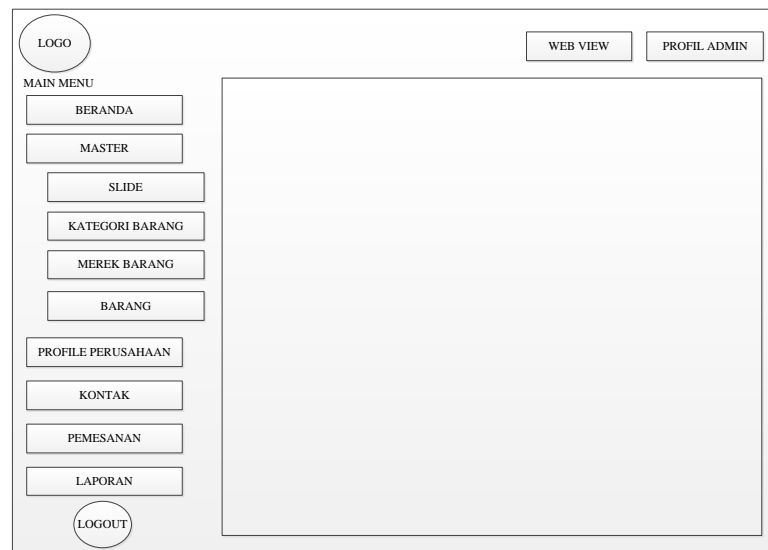 LOGO
WEB VIEW
PROFIL ADMIN
MAIN MENU
BERANDA
MASTER
SLIDE
KATEGORI BARANG
MEREK BARANG
BARANG
PROFILE PERUSAHAAN
KONTAK
PEMESANAN
LAPORAN
LOGOUT